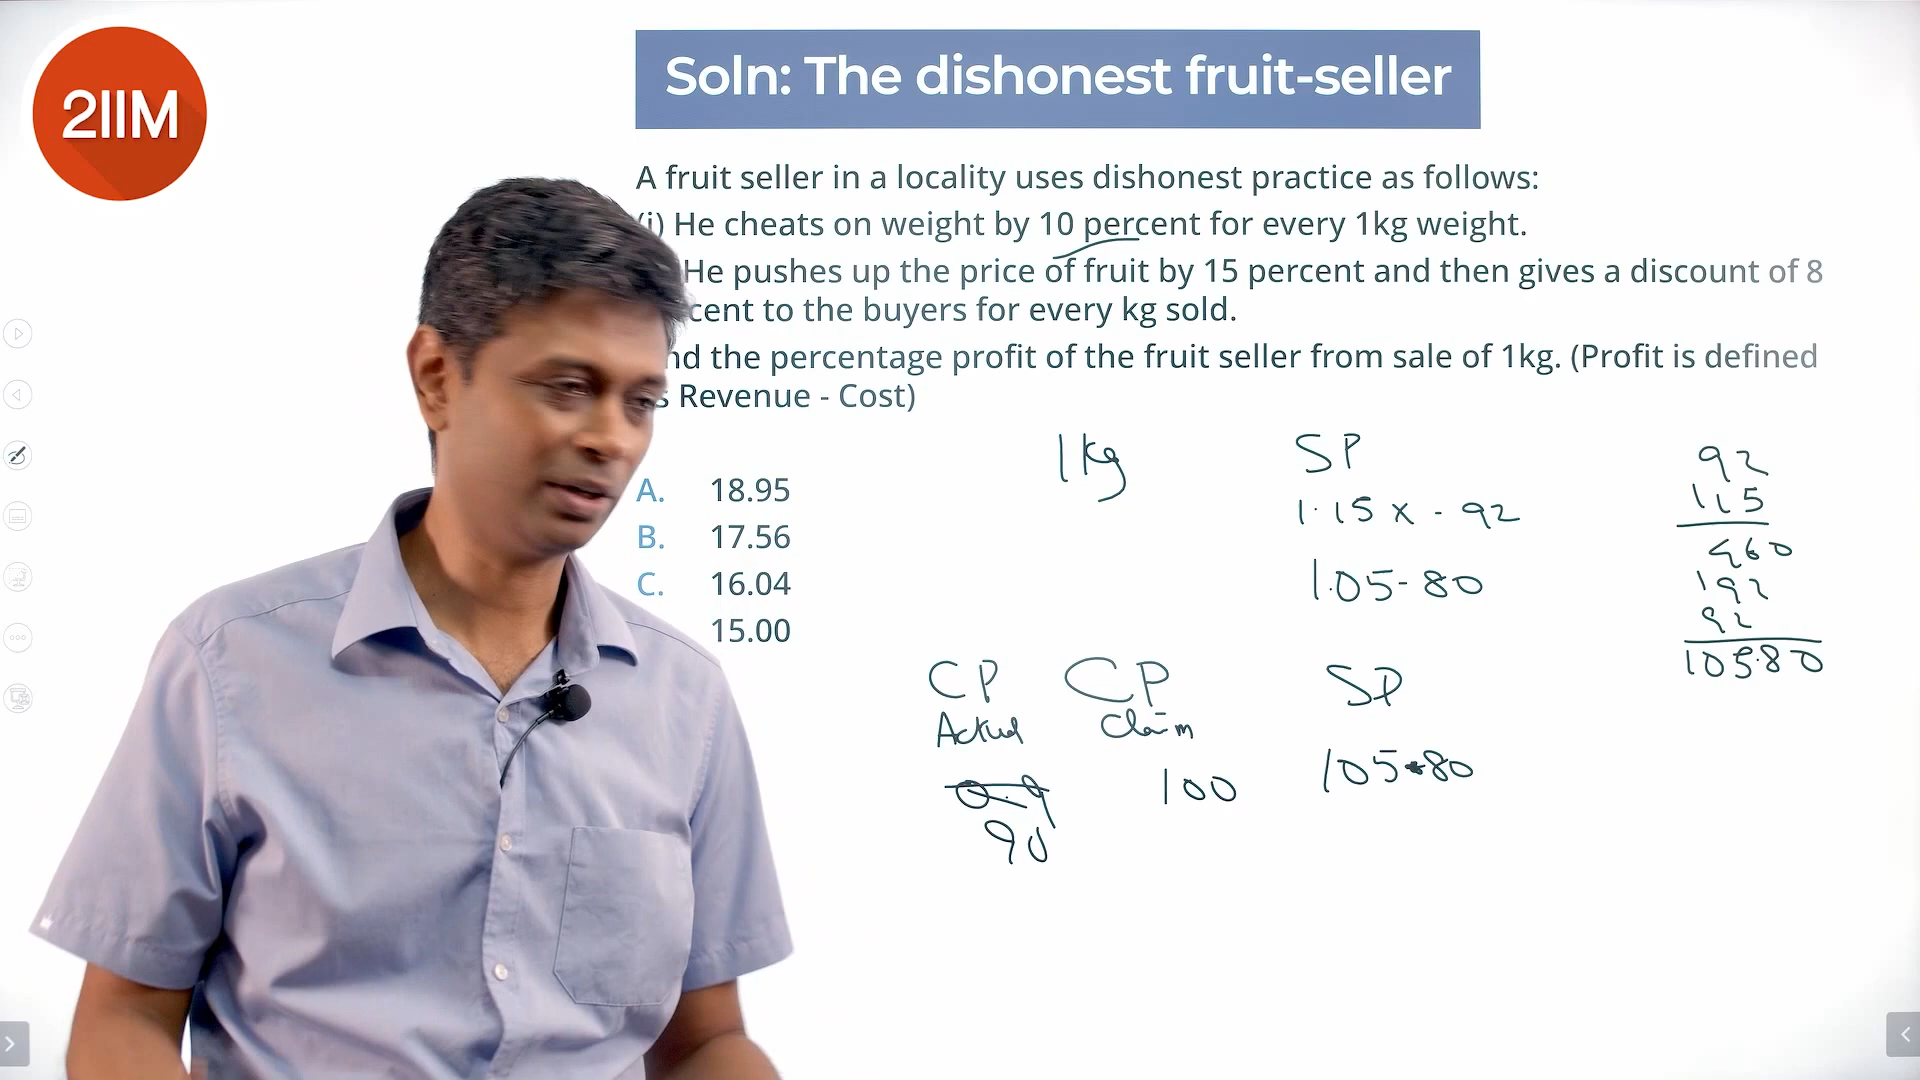 2IIM
Soln: The dishonest fruit-seller
A fruit seller in a locality uses dishonest practice as follows:
(i) He cheats on weight by 10 percent for every 1kg weight.
He pushes up the price of fruit by 15 percent and then gives a discount of 8
cent to the buyers for every kg sold.
nd the percentage profit of the fruit seller from sale of 1kg. (Profit is defined
s Revenue - Cost)
A. 18.95
B. 17.56
C. 16.04
15.00
1kg
SP
1.15 x .92
1.05.80
92
115
460
192
92
105.80
CP CP SP
Actual Claim
0.9 100 105.80
90